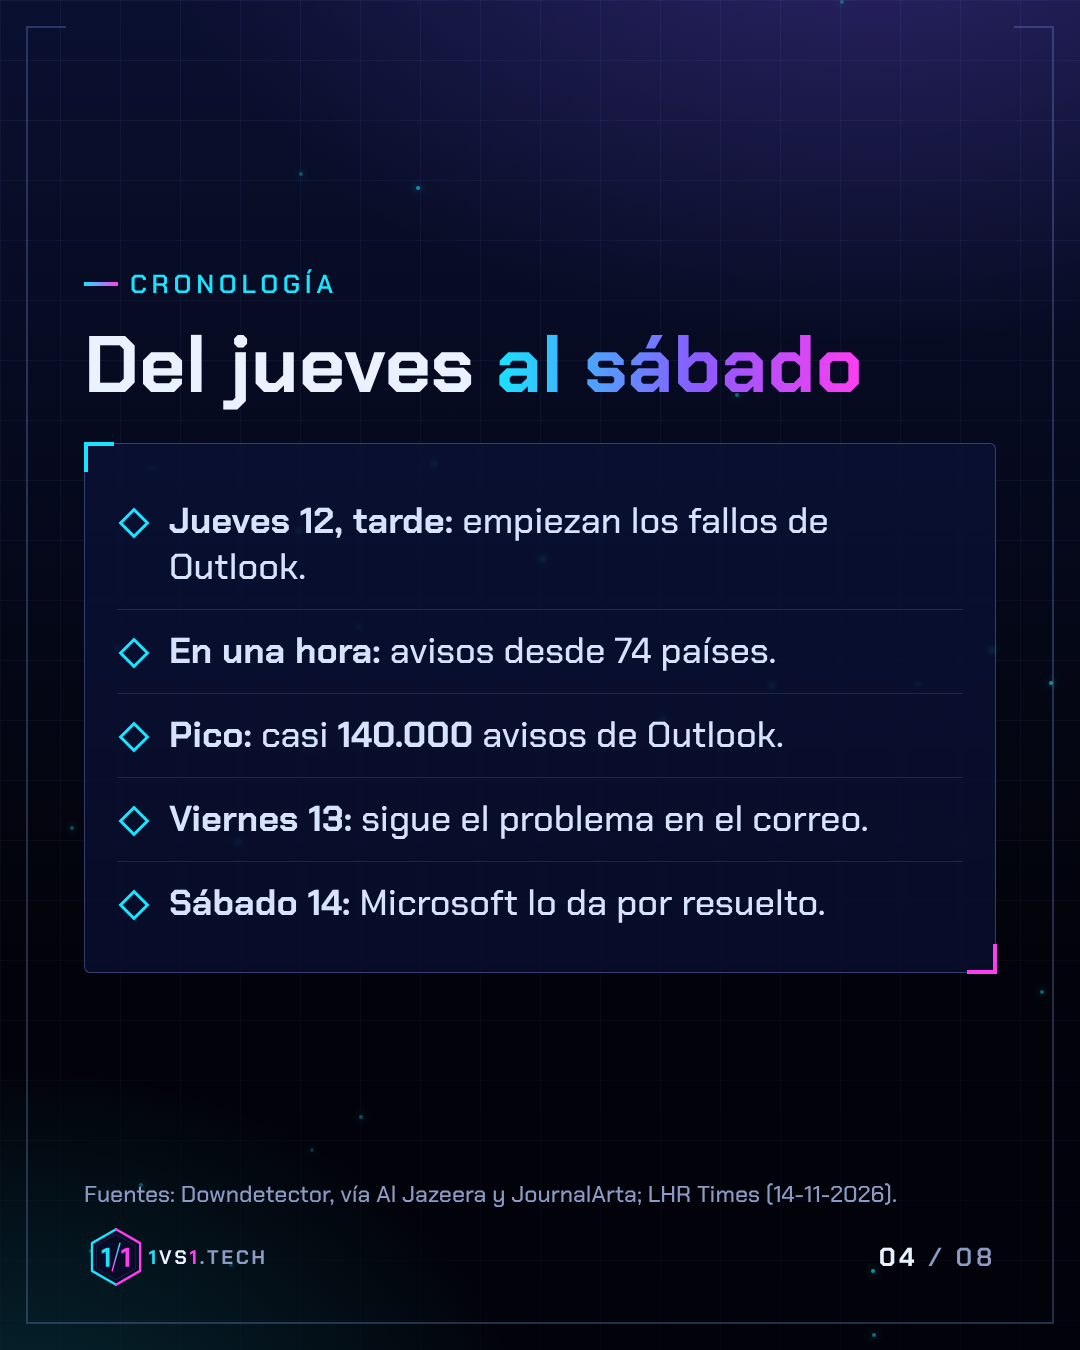 CRONOLOGÍA
Del jueves al sábado
Jueves 12, tarde: empiezan los fallos de
Outlook.
En una hora: avisos desde 74 países.
Pico: casi 140.000 avisos de Outlook.
Viernes 13: sigue el problema en el correo.
Sábado 14: Microsoft lo da por resuelto.
Fuentes: Downdetector, vía Al Jazeera y JournalArta; LHR Times (14-11-2026).
1/1 1VS1.TECH
04 / 08